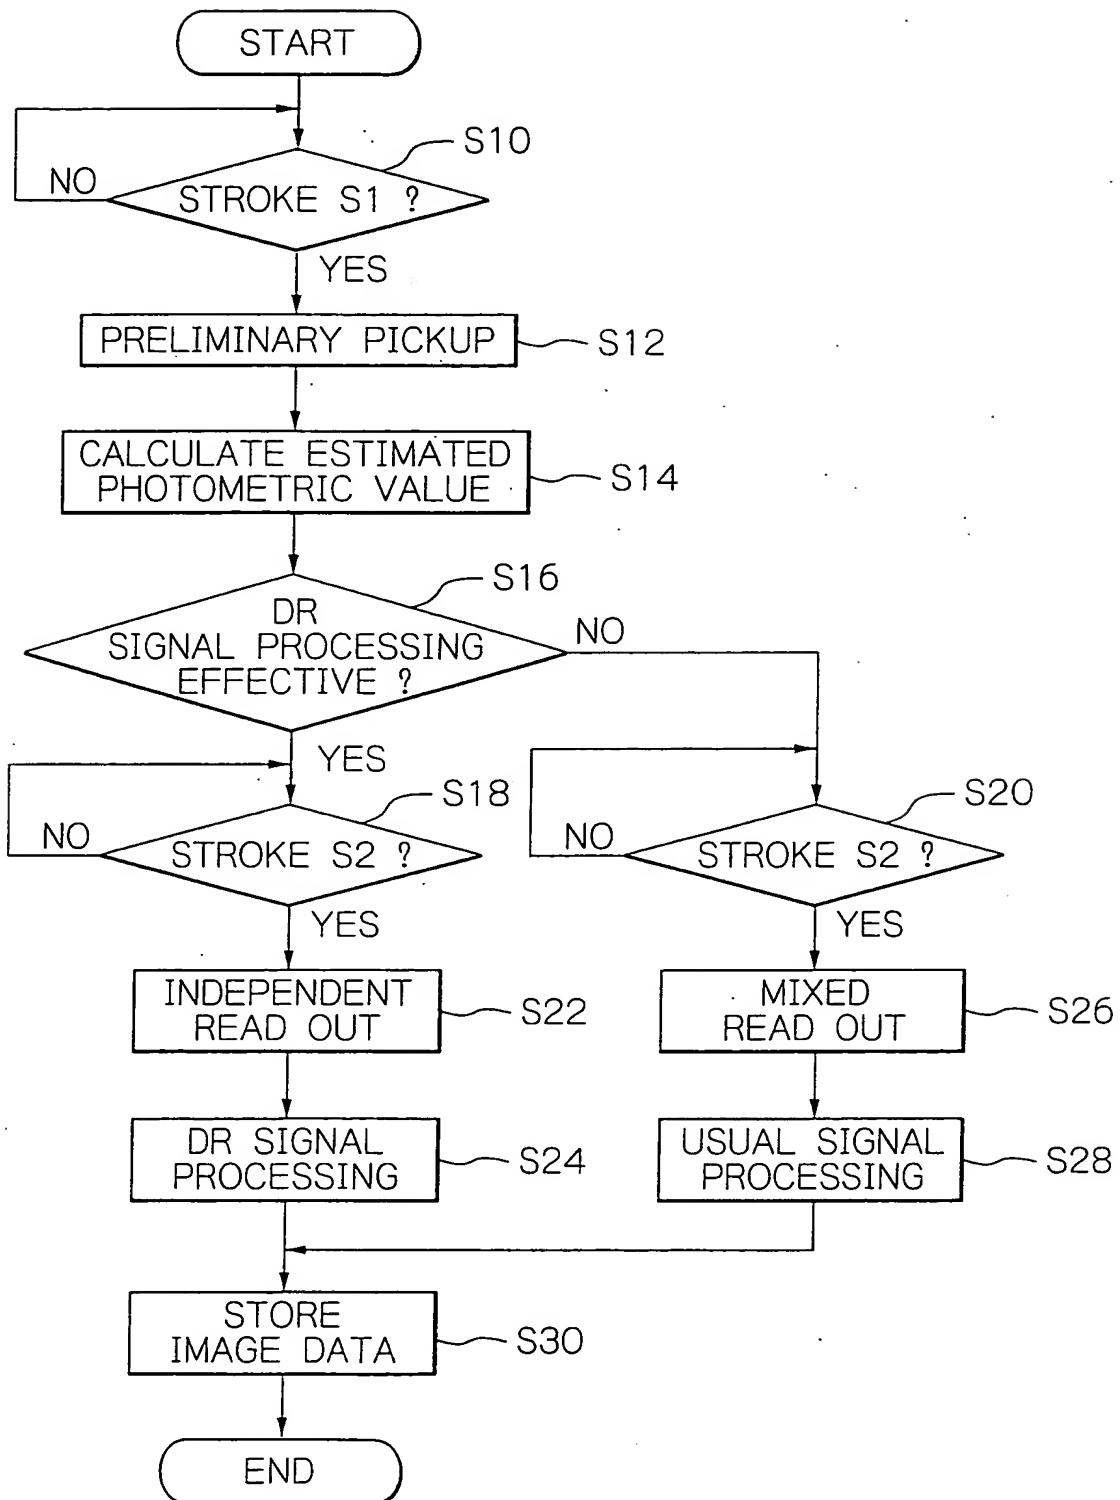 START
S10
NO
STROKE S1 ?
YES
PRELIMINARY PICKUP
S12
CALCULATE ESTIMATED
PHOTOMETRIC VALUE
S14
S16
DR
SIGNAL PROCESSING
EFFECTIVE ?
NO
YES
S18
NO
STROKE S2 ?
YES
S20
NO
STROKE S2 ?
YES
INDEPENDENT
READ OUT
S22
MIXED
READ OUT
S26
DR SIGNAL
PROCESSING
S24
USUAL SIGNAL
PROCESSING
S28
STORE
IMAGE DATA
S30
END